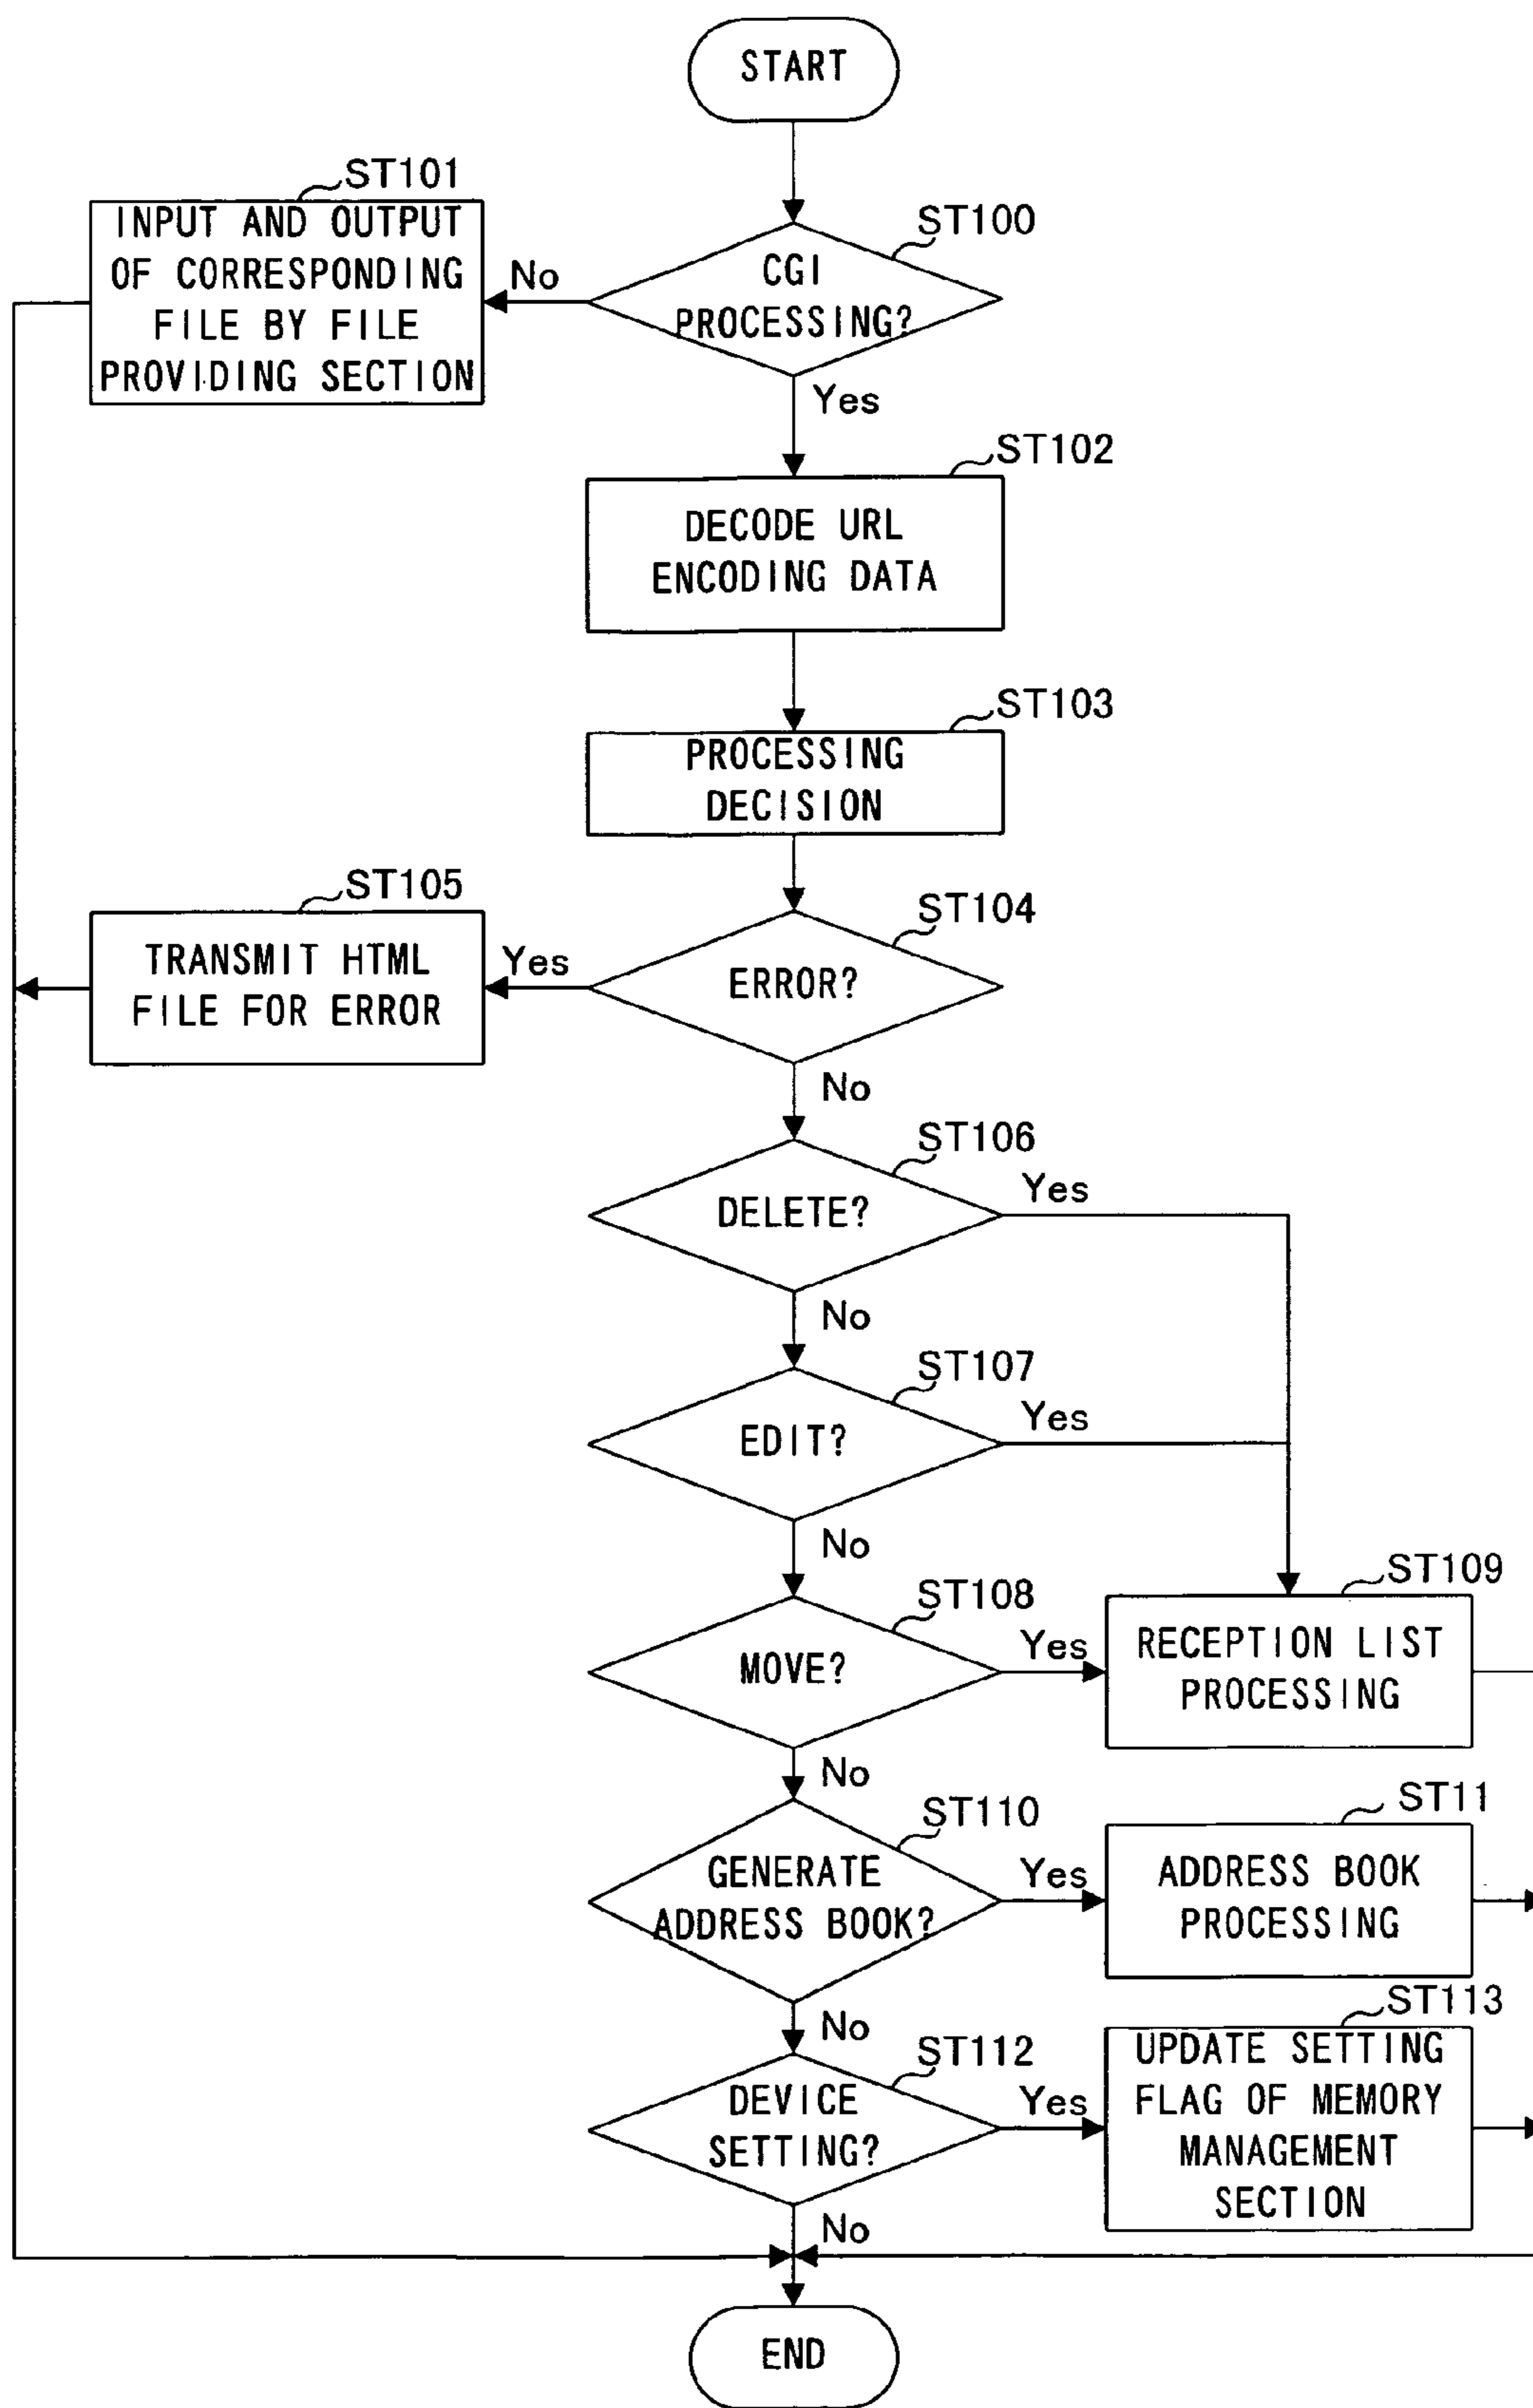 START
ST101
INPUT AND OUTPUT
OF CORRESPONDING
FILE BY FILE
PROVIDING SECTION
No
ST100
CGI
PROCESSING?
Yes
ST102
DECODE URL
ENCODING DATA
ST103
PROCESSING
DECISION
ST105
TRANSMIT HTML
FILE FOR ERROR
Yes
ST104
ERROR?
No
ST106
DELETE?
Yes
No
ST107
EDIT?
Yes
No
ST108
MOVE?
Yes
ST109
RECEPTION LIST
PROCESSING
No
ST110
GENERATE
ADDRESS BOOK?
Yes
ST11
ADDRESS BOOK
PROCESSING
No
ST112
DEVICE
SETTING?
Yes
ST113
UPDATE SETTING
FLAG OF MEMORY
MANAGEMENT
SECTION
No
END